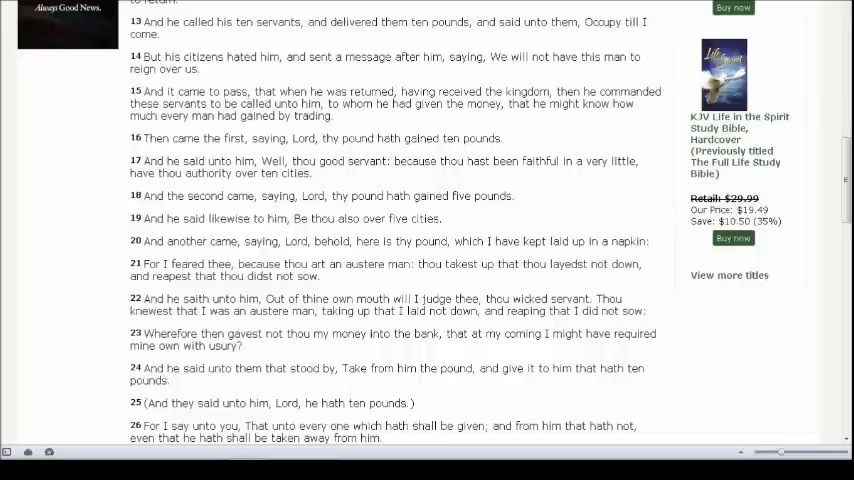 Always Good News.
to return.
13 And he called his ten servants, and delivered them ten pounds, and said unto them, Occupy till I
come.
14 But his citizens hated him, and sent a message after him, saying, We will not have this man to
reign over us.
15 And it came to pass, that when he was returned, having received the kingdom, then he commanded
these servants to be called unto him, to whom he had given the money, that he might know how
much every man had gained by trading.
16 Then came the first, saying, Lord, thy pound hath gained ten pounds.
17 And he said unto him, Well, thou good servant: because thou hast been faithful in a very little,
have thou authority over ten cities.
18 And the second came, saying, Lord, thy pound hath gained five pounds.
19 And he said likewise to him, Be thou also over five cities.
20 And another came, saying, Lord, behold, here is thy pound, which I have kept laid up in a napkin:
21 For I feared thee, because thou art an austere man: thou takest up that thou layedst not down,
and reapest that thou didst not sow.
22 And he saith unto him, Out of thine own mouth will I judge thee, thou wicked servant. Thou
knewest that I was an austere man, taking up that I laid not down, and reaping that I did not sow:
23 Wherefore then gavest not thou my money into the bank, that at my coming I might have required
mine own with usury?
24 And he said unto them that stood by, Take from him the pound, and give it to him that hath ten
pounds.
25 (And they said unto him, Lord, he hath ten pounds.)
26 For I say unto you, That unto every one which hath shall be given; and from him that hath not,
even that he hath shall be taken away from him.
Buy now
Life
Spirit
KJV Life in the Spirit
Study Bible,
Hardcover
(Previously titled
The Full Life Study
Bible)
Retail: $29.99
Our Price: $19.49
Save: $10.50 (35%)
Buy now
View more titles